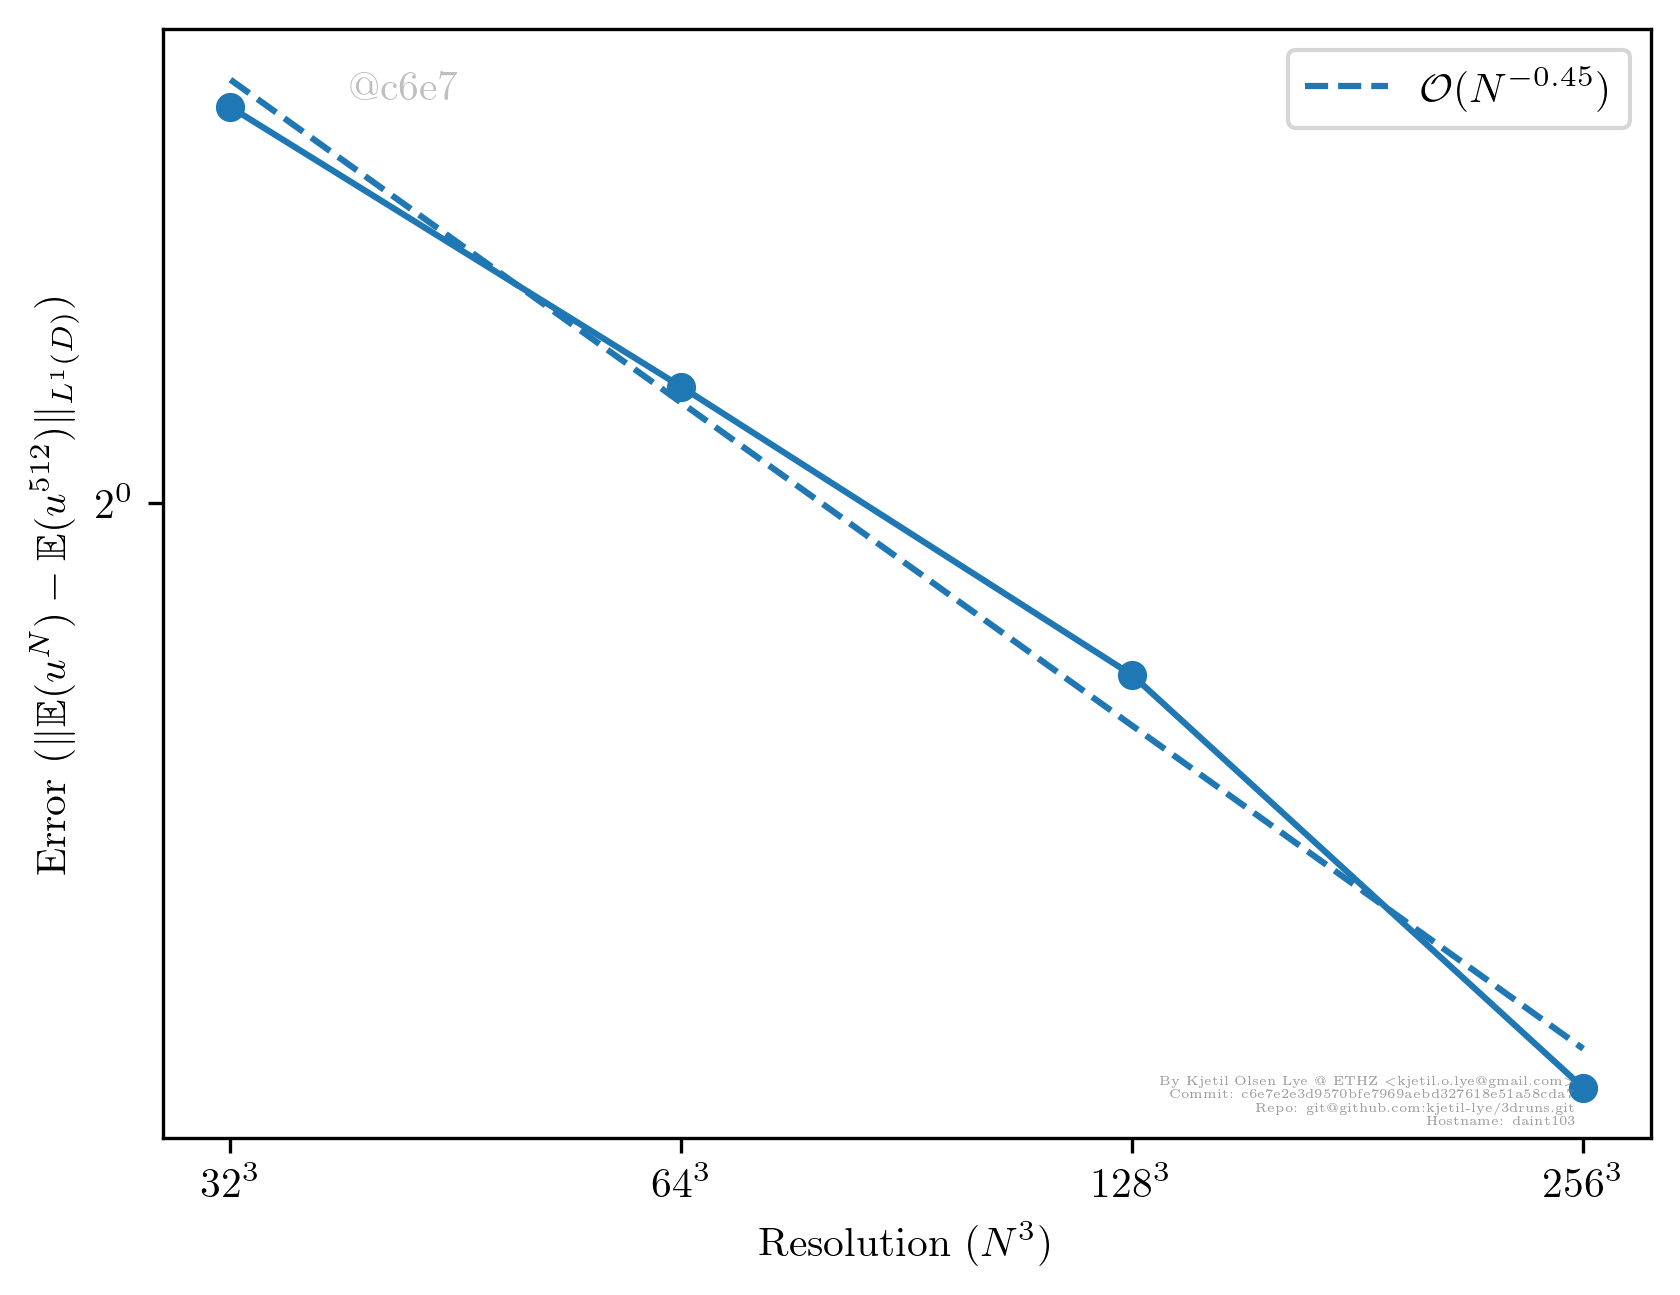 @c6e7
𝒪(N^{-0.45})
Error (||𝔼(u^N) − 𝔼(u^{512})||_{L^1(D)})
2^0
By Kjetil Olsen Lye @ ETHZ <kjetil.o.lye@gmail.com>
Commit: c6e7e2e3d9570bfe7969aebd327618e51a58cda7
Repo: git@github.com:kjetil-lye/3druns.git
Hostname: daint103
32^3 64^3 128^3 256^3
Resolution (N^3)